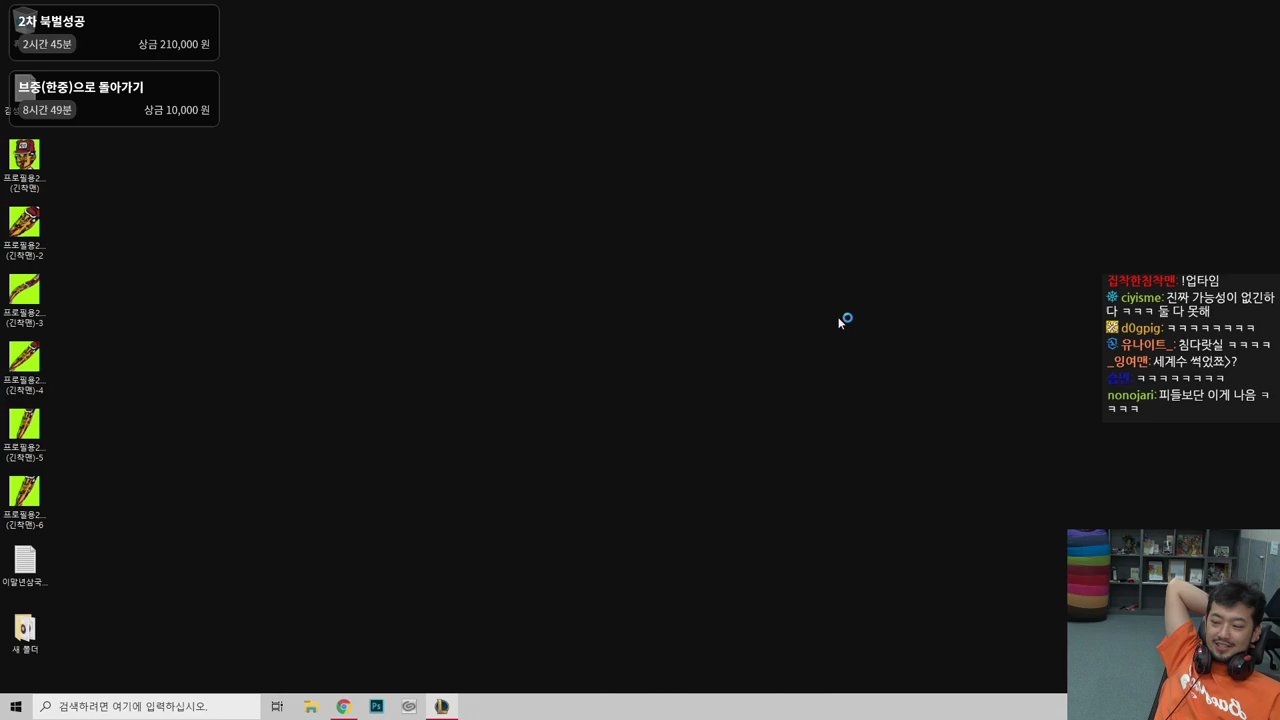 2차 북벌성공
2시간 45분
상금 210,000 원
브중(한중)으로 돌아가기
8시간 49분
상금 10,000 원
프로필용2...
(긴착맨)
프로필용2...
(긴착맨)-2
프로필용2...
(긴착맨)-3
프로필용2...
(긴착맨)-4
프로필용2...
(긴착맨)-5
프로필용2...
(긴착맨)-6
이말년삼국...
새 폴더
집착한침착맨: !업타임
ciyisme: 진짜 가능성이 없긴하
다 ㅋㅋㅋ 둘 다 못해
d0gpig: ㅋㅋㅋㅋㅋㅋㅋㅋ
유나이트_: 침다랏실 ㅋㅋㅋㅋ
_잉여맨: 세계수 썩었쬬>?
습변: ㅋㅋㅋㅋㅋㅋㅋㅋ
nonojari: 피들보단 이게 나음 ㅋ
ㅋㅋㅋ
검색하려면 여기에 입력하십시오.
Ps